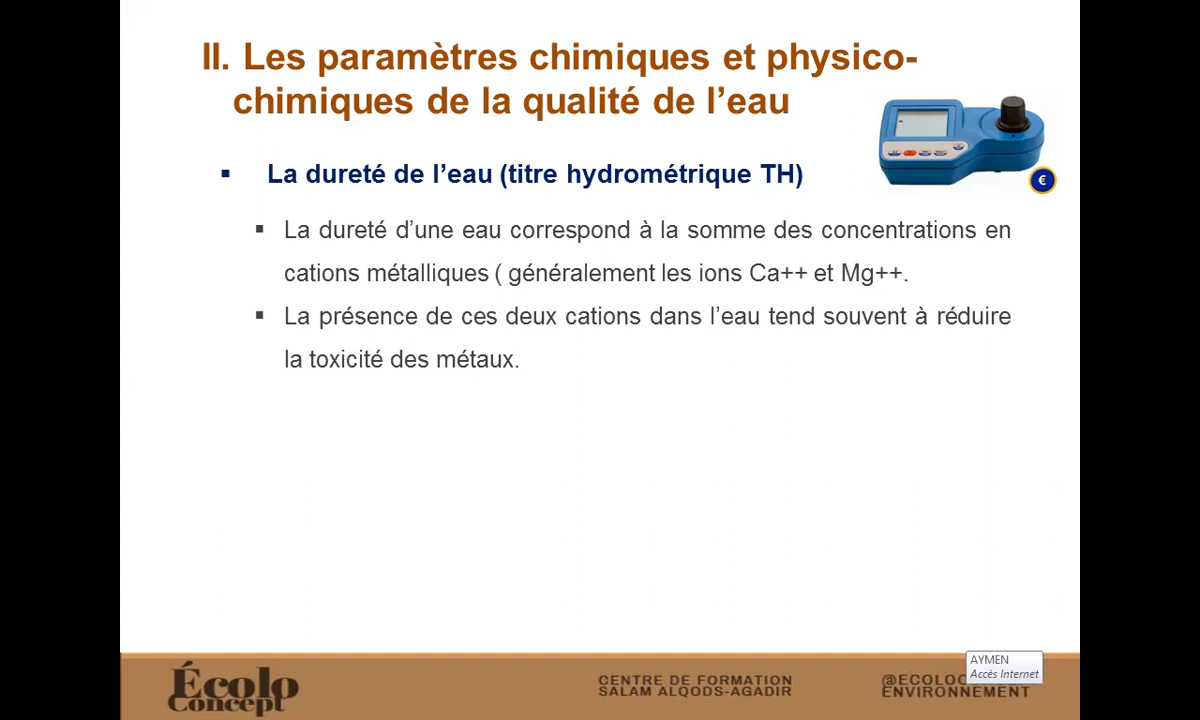 II. Les paramètres chimiques et physico-
chimiques de la qualité de l’eau
€
▪ La dureté de l’eau (titre hydrométrique TH)
▪ La dureté d’une eau correspond à la somme des concentrations en
cations métalliques ( généralement les ions Ca++ et Mg++.
▪ La présence de ces deux cations dans l’eau tend souvent à réduire
la toxicité des métaux.
Écolo
Concept
CENTRE DE FORMATION
SALAM ALQODS-AGADIR
ENVIRONNEMENT
AYMEN
Accès Internet